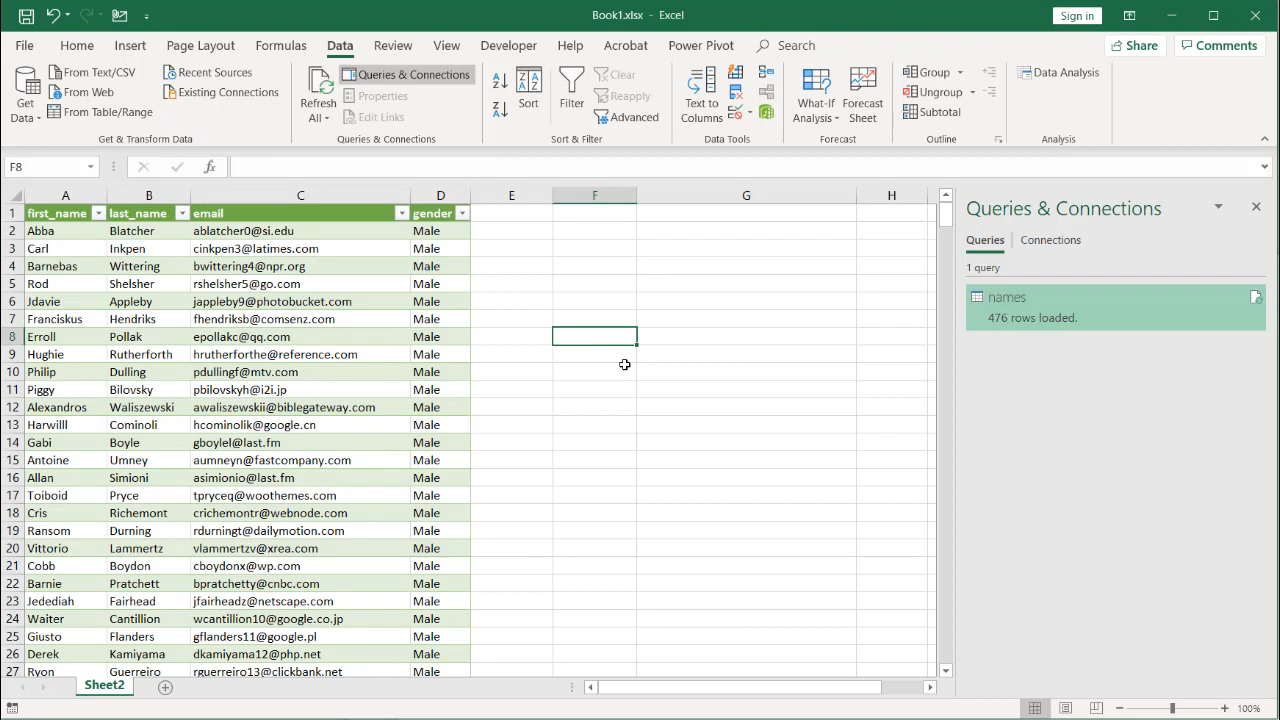 Book1.xlsx - Excel
Sign in
File Home Insert Page Layout Formulas Data Review View Developer Help Acrobat Power Pivot Search Share Comments
Get Data
From Text/CSV
From Web
From Table/Range
Recent Sources
Existing Connections
Get & Transform Data
Refresh All
Queries & Connections
Properties
Edit Links
Queries & Connections
Sort
Filter
Clear
Reapply
Advanced
Sort & Filter
Text to Columns
Data Tools
What-If Analysis
Forecast Sheet
Forecast
Group
Ungroup
Subtotal
Outline
Data Analysis
Analysis
F8
fx
A B C D E F G H
1 first_name last_name email gender
2 Abba Blatcher ablatcher0@si.edu Male
3 Carl Inkpen cinkpen3@latimes.com Male
4 Barnebas Wittering bwittering4@npr.org Male
5 Rod Shelsher rshelsher5@go.com Male
6 Jdavie Appleby jappleby9@photobucket.com Male
7 Franciskus Hendriks fhendriksb@comsenz.com Male
8 Erroll Pollak epollakc@qq.com Male
9 Hughie Rutherforth hrutherforthe@reference.com Male
10 Philip Dulling pdullingf@mtv.com Male
11 Piggy Bilovsky pbilovskyh@i2i.jp Male
12 Alexandros Waliszewski awaliszewskii@biblegateway.com Male
13 Harwilll Cominoli hcominolik@google.cn Male
14 Gabi Boyle gboylel@last.fm Male
15 Antoine Umney aumneyn@fastcompany.com Male
16 Allan Simioni asimionio@last.fm Male
17 Toiboid Pryce tpryceq@woothemes.com Male
18 Cris Richemont crichemontr@webnode.com Male
19 Ransom Durning rdurningt@dailymotion.com Male
20 Vittorio Lammertz vlammertzv@xrea.com Male
21 Cobb Boydon cboydonx@wp.com Male
22 Barnie Pratchett bpratchetty@cnbc.com Male
23 Jedediah Fairhead jfairheadz@netscape.com Male
24 Waiter Cantillion wcantillion10@google.co.jp Male
25 Giusto Flanders gflanders11@google.pl Male
26 Derek Kamiyama dkamiyama12@php.net Male
27 Ryon Guerreiro rguerreiro13@clickbank.net Male
Queries & Connections
Queries Connections
1 query
names
476 rows loaded.
Sheet2
100%